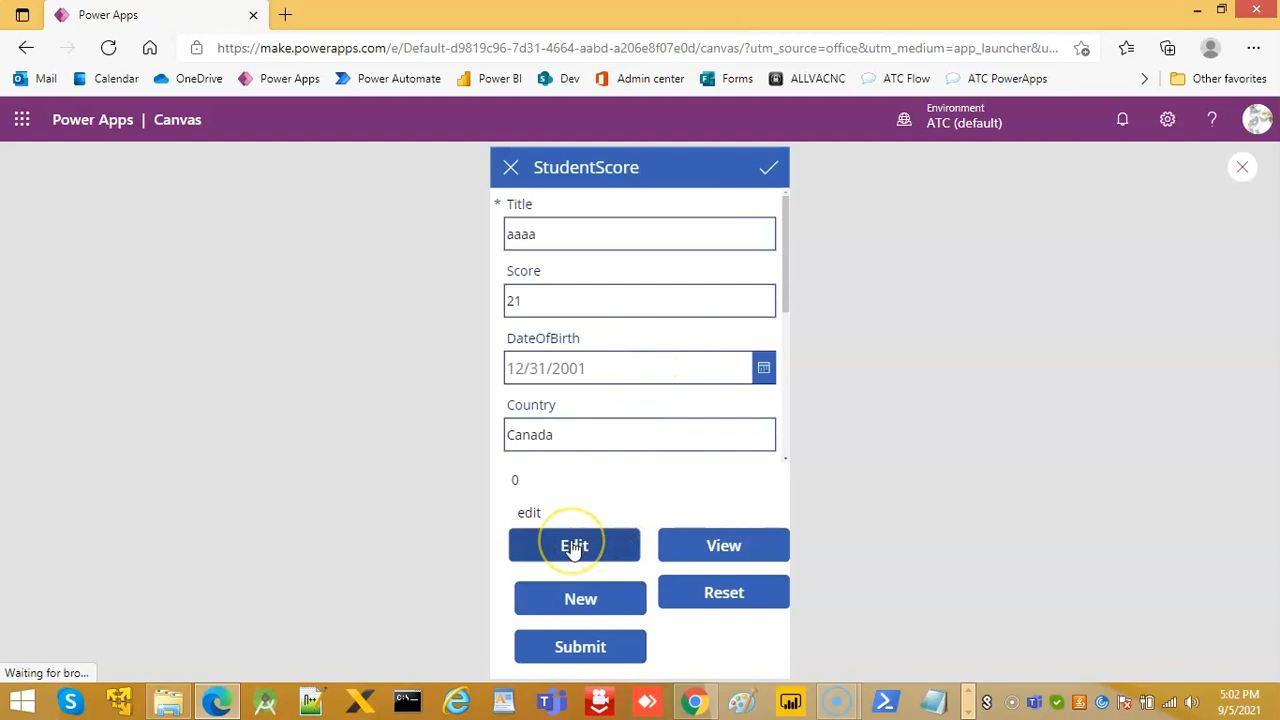 Power Apps
https://make.powerapps.com/e/Default-d9819c96-7d31-4664-aabd-a206e8f07e0d/canvas/?utm_source=office&utm_medium=app_launcher&u...
Mail Calendar OneDrive Power Apps Power Automate Power BI Dev Admin center Forms ALLVACNC ATC Flow ATC PowerApps Other favorites
Power Apps | Canvas
Environment
ATC (default)
StudentScore
* Title
aaaa
Score
21
DateOfBirth
12/31/2001
Country
Canada
0
edit
Edit View
New Reset
Submit
Waiting for bro...
5:02 PM
9/5/2021